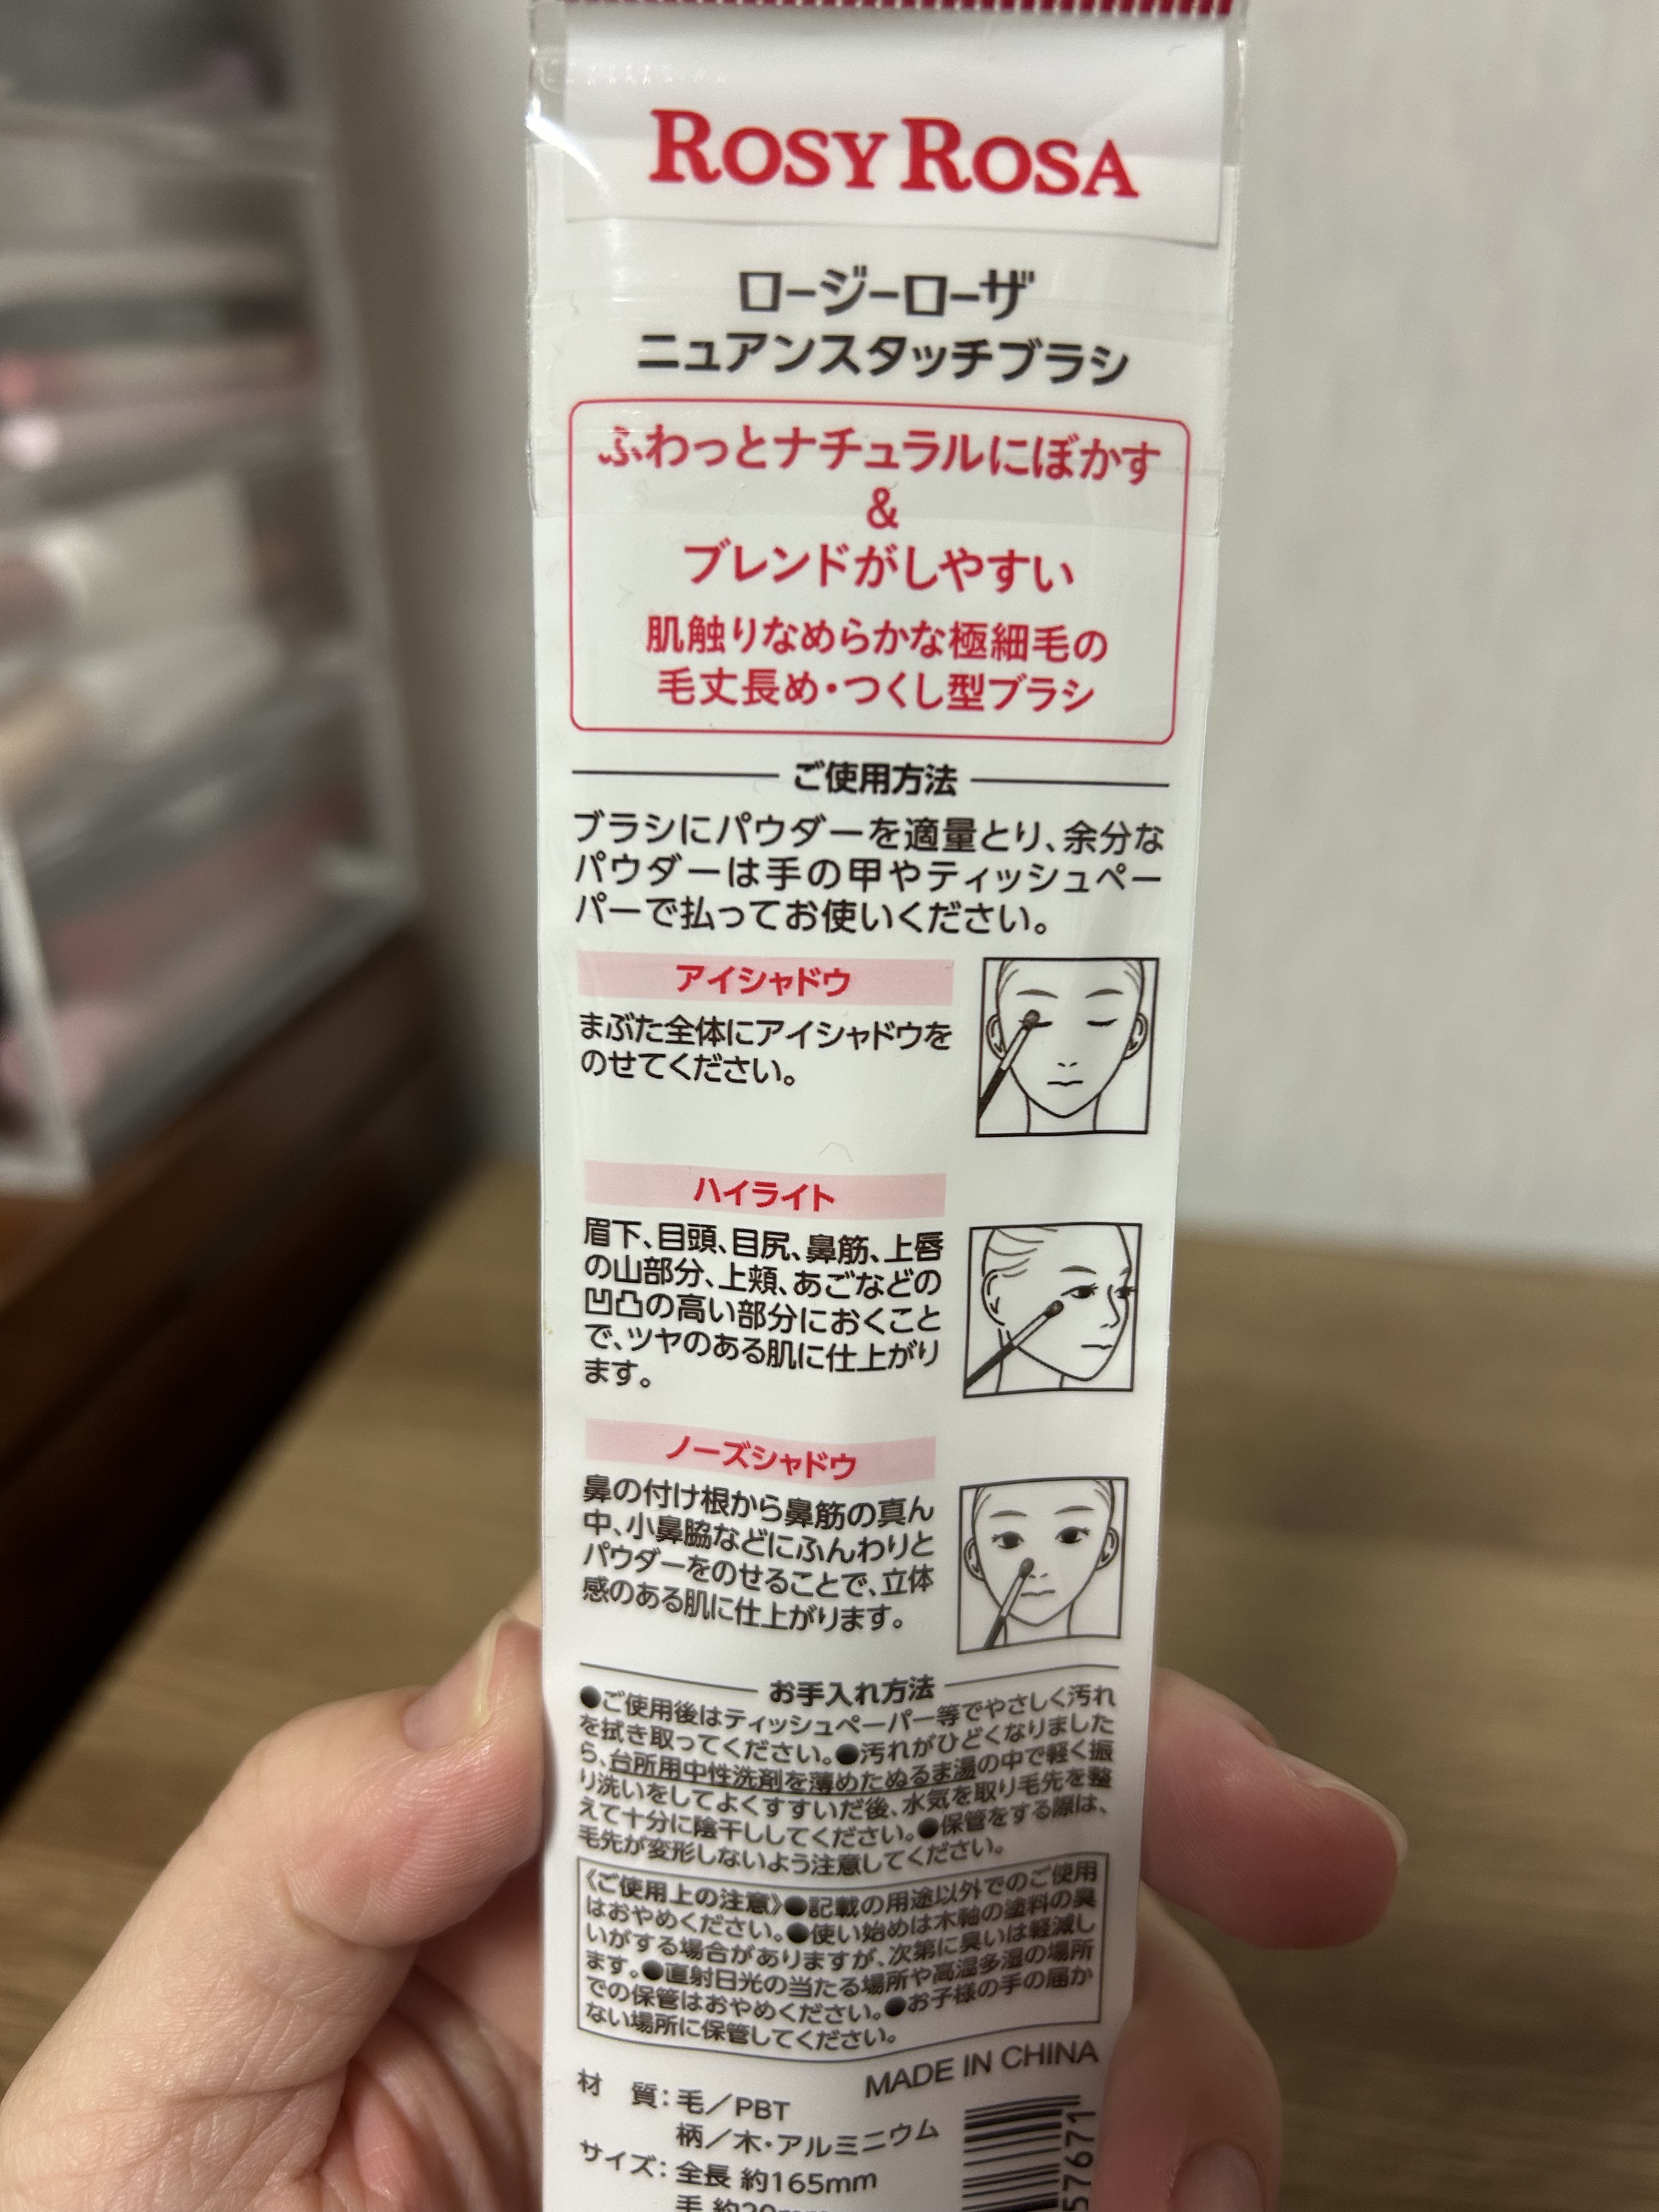 ROSY ROSA
ロージーローザ
ニュアンスタッチブラシ
ふわっとナチュラルにぼかす
&
ブレンドがしやすい
肌触りなめらかな極細毛の
毛丈長め・つくし型ブラシ
ご使用方法
ブラシにパウダーを適量とり、余分な
パウダーは手の甲やティッシュペー
パーで払ってお使いください。
アイシャドウ
まぶた全体にアイシャドウを
のせてください。
ハイライト
眉下、目頭、目尻、鼻筋、上唇
の山部分、上頬、あごなどの
凹凸の高い部分におくこと
で、ツヤのある肌に仕上がり
ます。
ノーズシャドウ
鼻の付け根から鼻筋の真ん
中、小鼻脇などにふんわりと
パウダーをのせることで、立体
感のある肌に仕上がります。
お手入れ方法
●ご使用後はティッシュペーパー等でやさしく汚れ
を拭き取ってください。●汚れがひどくなりました
ら、台所用中性洗剤を薄めたぬるま湯の中で軽く振
り洗いをしてよくすすいだ後、水気を取り毛先を整
えて十分に陰干ししてください。●保管をする際は、
毛先が変形しないよう注意してください。
《ご使用上の注意》●記載の用途以外でのご使用
はおやめください。●使い始めは木軸の塗料の臭
いがする場合がありますが、次第に臭いは軽減し
ます。●直射日光の当たる場所や高湿多湿の場所
での保管はおやめください。●お子様の手の届か
ない場所に保管してください。
MADE IN CHINA
材 質：毛／PBT
柄／木・アルミニウム
サイズ：全長 約165mm
毛 約20mm
57671